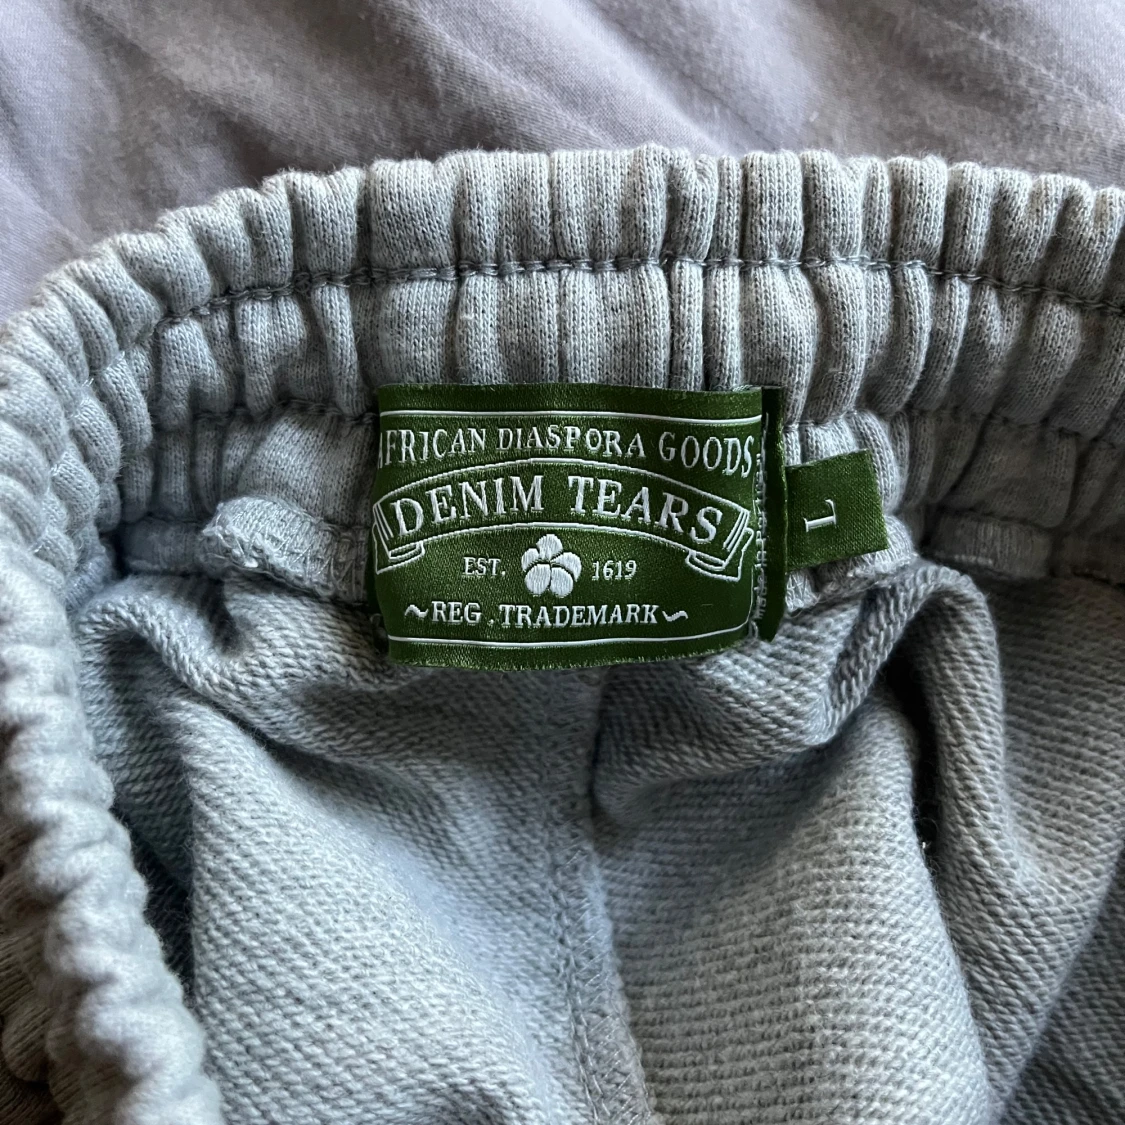 AFRICAN DIASPORA GOODS
DENIM TEARS
EST. 1619
~REG.TRADEMARK~
L